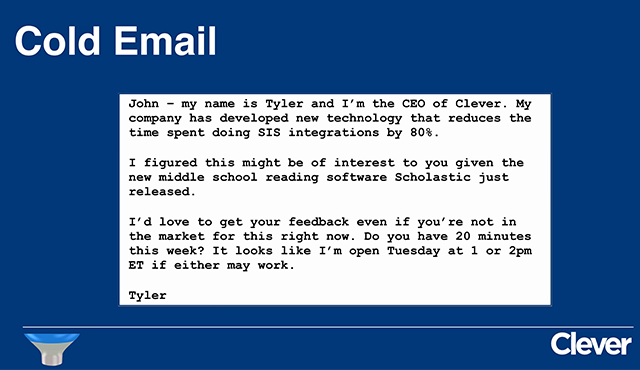 Cold Email
John – my name is Tyler and I’m the CEO of Clever. My
company has developed new technology that reduces the
time spent doing SIS integrations by 80%.
I figured this might be of interest to you given the
new middle school reading software Scholastic just
released.
I’d love to get your feedback even if you’re not in
the market for this right now. Do you have 20 minutes
this week? It looks like I’m open Tuesday at 1 or 2pm
ET if either may work.
Tyler
Clever